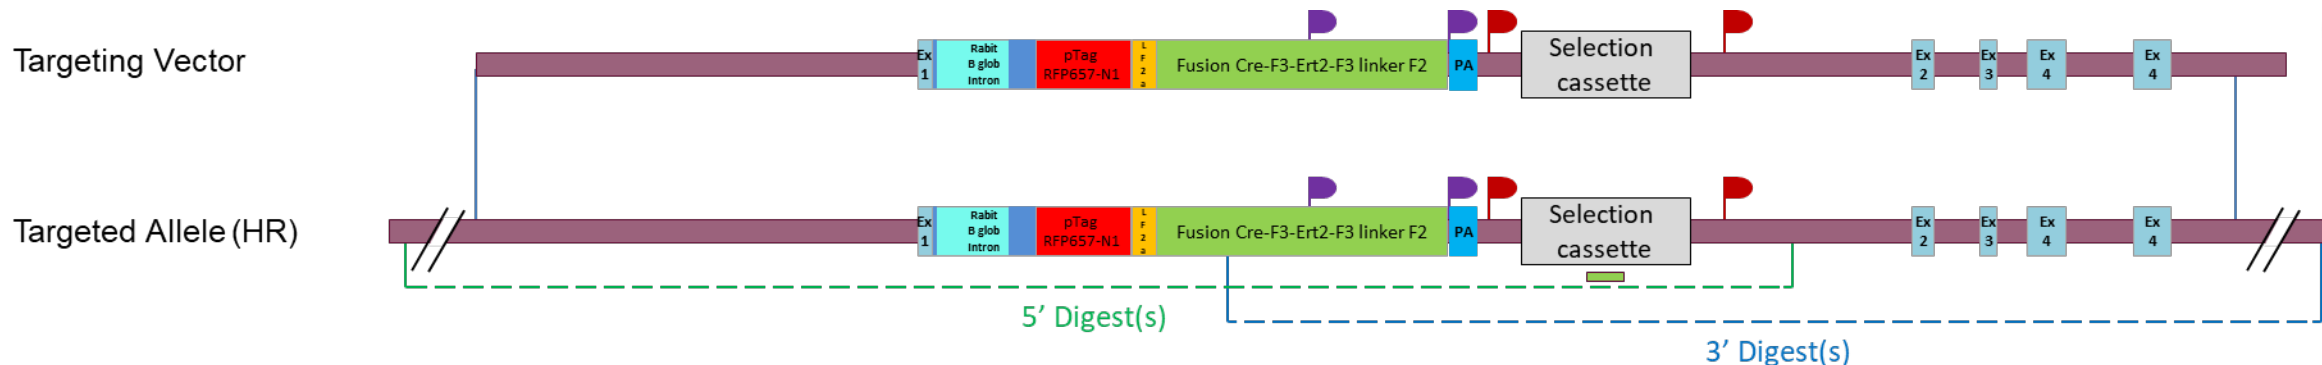 Targeting Vector
Ex
1
Rabit
B glob
Intron
pTag
RFP657-N1
L
F
2
a
Fusion Cre-F3-Ert2-F3 linker F2
PA
Selection
cassette
Ex
2
Ex
3
Ex
4
Ex
4
Targeted Allele (HR)
Ex
1
Rabit
B glob
Intron
pTag
RFP657-N1
L
F
2
a
Fusion Cre-F3-Ert2-F3 linker F2
PA
Selection
cassette
Ex
2
Ex
3
Ex
4
Ex
4
5’ Digest(s)
3’ Digest(s)